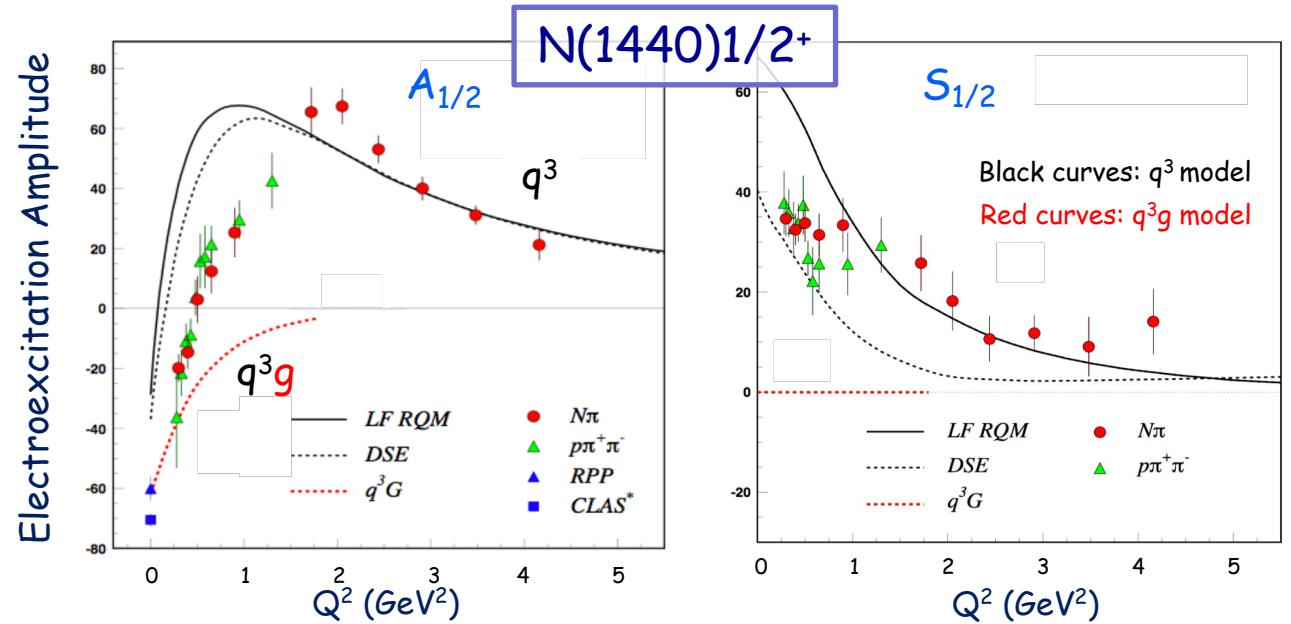 N(1440)1/2⁺
Electroexcitation Amplitude
A₁/₂
80
60
40
20
0
-20
-40
-60
-80
q³
q³g
LF RQM
DSE
q³G
Nπ
pπ⁺π⁻
RPP
CLAS*
0 1 2 3 4 5
Q² (GeV²)
S₁/₂
60
40
20
0
-20
Black curves: q³ model
Red curves: q³g model
LF RQM
DSE
q³G
Nπ
pπ⁺π⁻
0 1 2 3 4 5
Q² (GeV²)